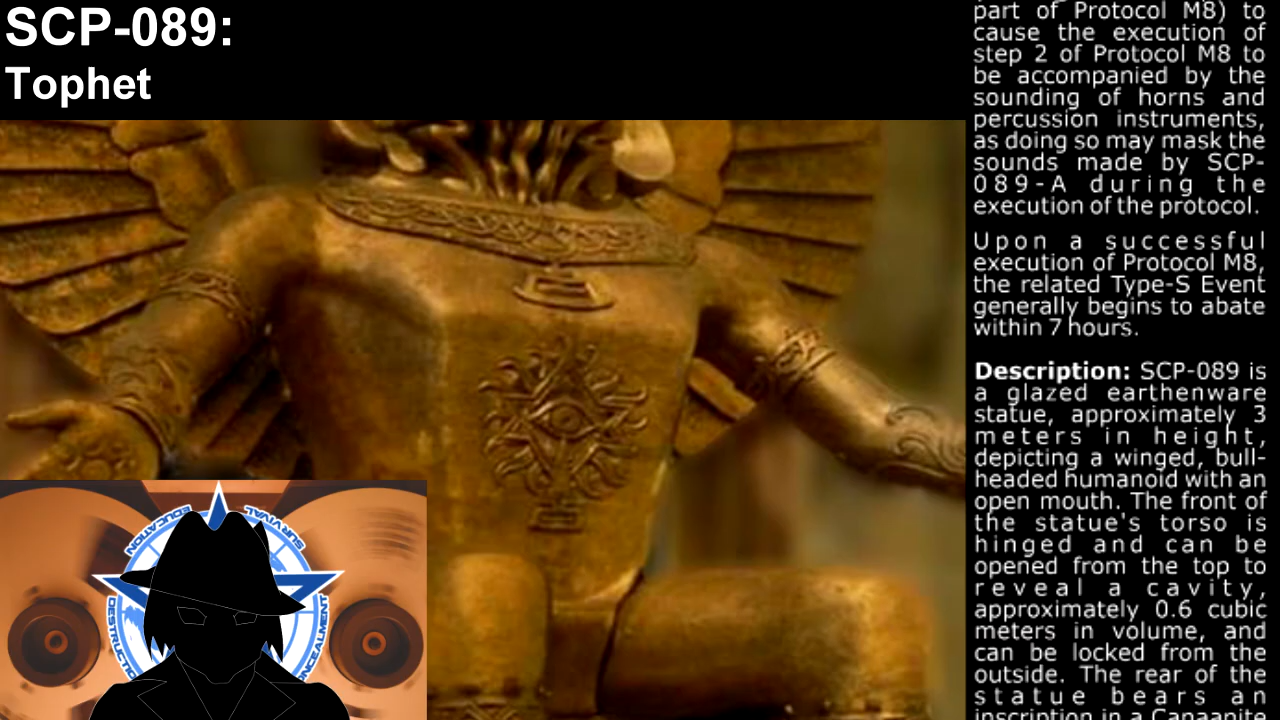 SCP-089:
Tophet
part of Protocol M8) to
cause the execution of
step 2 of Protocol M8 to
be accompanied by the
sounding of horns and
percussion instruments,
as doing so may mask the
sounds made by SCP-
089-A during the
execution of the protocol.
Upon a successful
execution of Protocol M8,
the related Type-S Event
generally begins to abate
within 7 hours.
Description: SCP-089 is
a glazed earthenware
statue, approximately 3
meters in height,
depicting a winged, bull-
headed humanoid with an
open mouth. The front of
the statue's torso is
hinged and can be
opened from the top to
reveal a cavity,
approximately 0.6 cubic
meters in volume, and
can be locked from the
outside. The rear of the
statue bears an
inscription in a Canaanite
EDUCATION
SURVIVAL